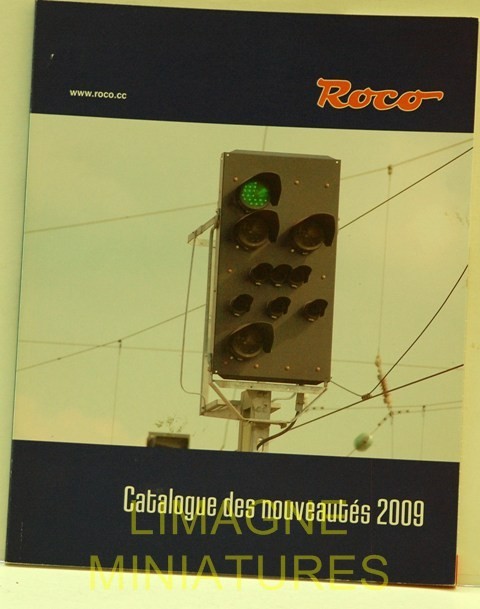 www.roco.cc
Roco
Catalogue des nouveautés 2009
LIMAGNE
MINIATURES